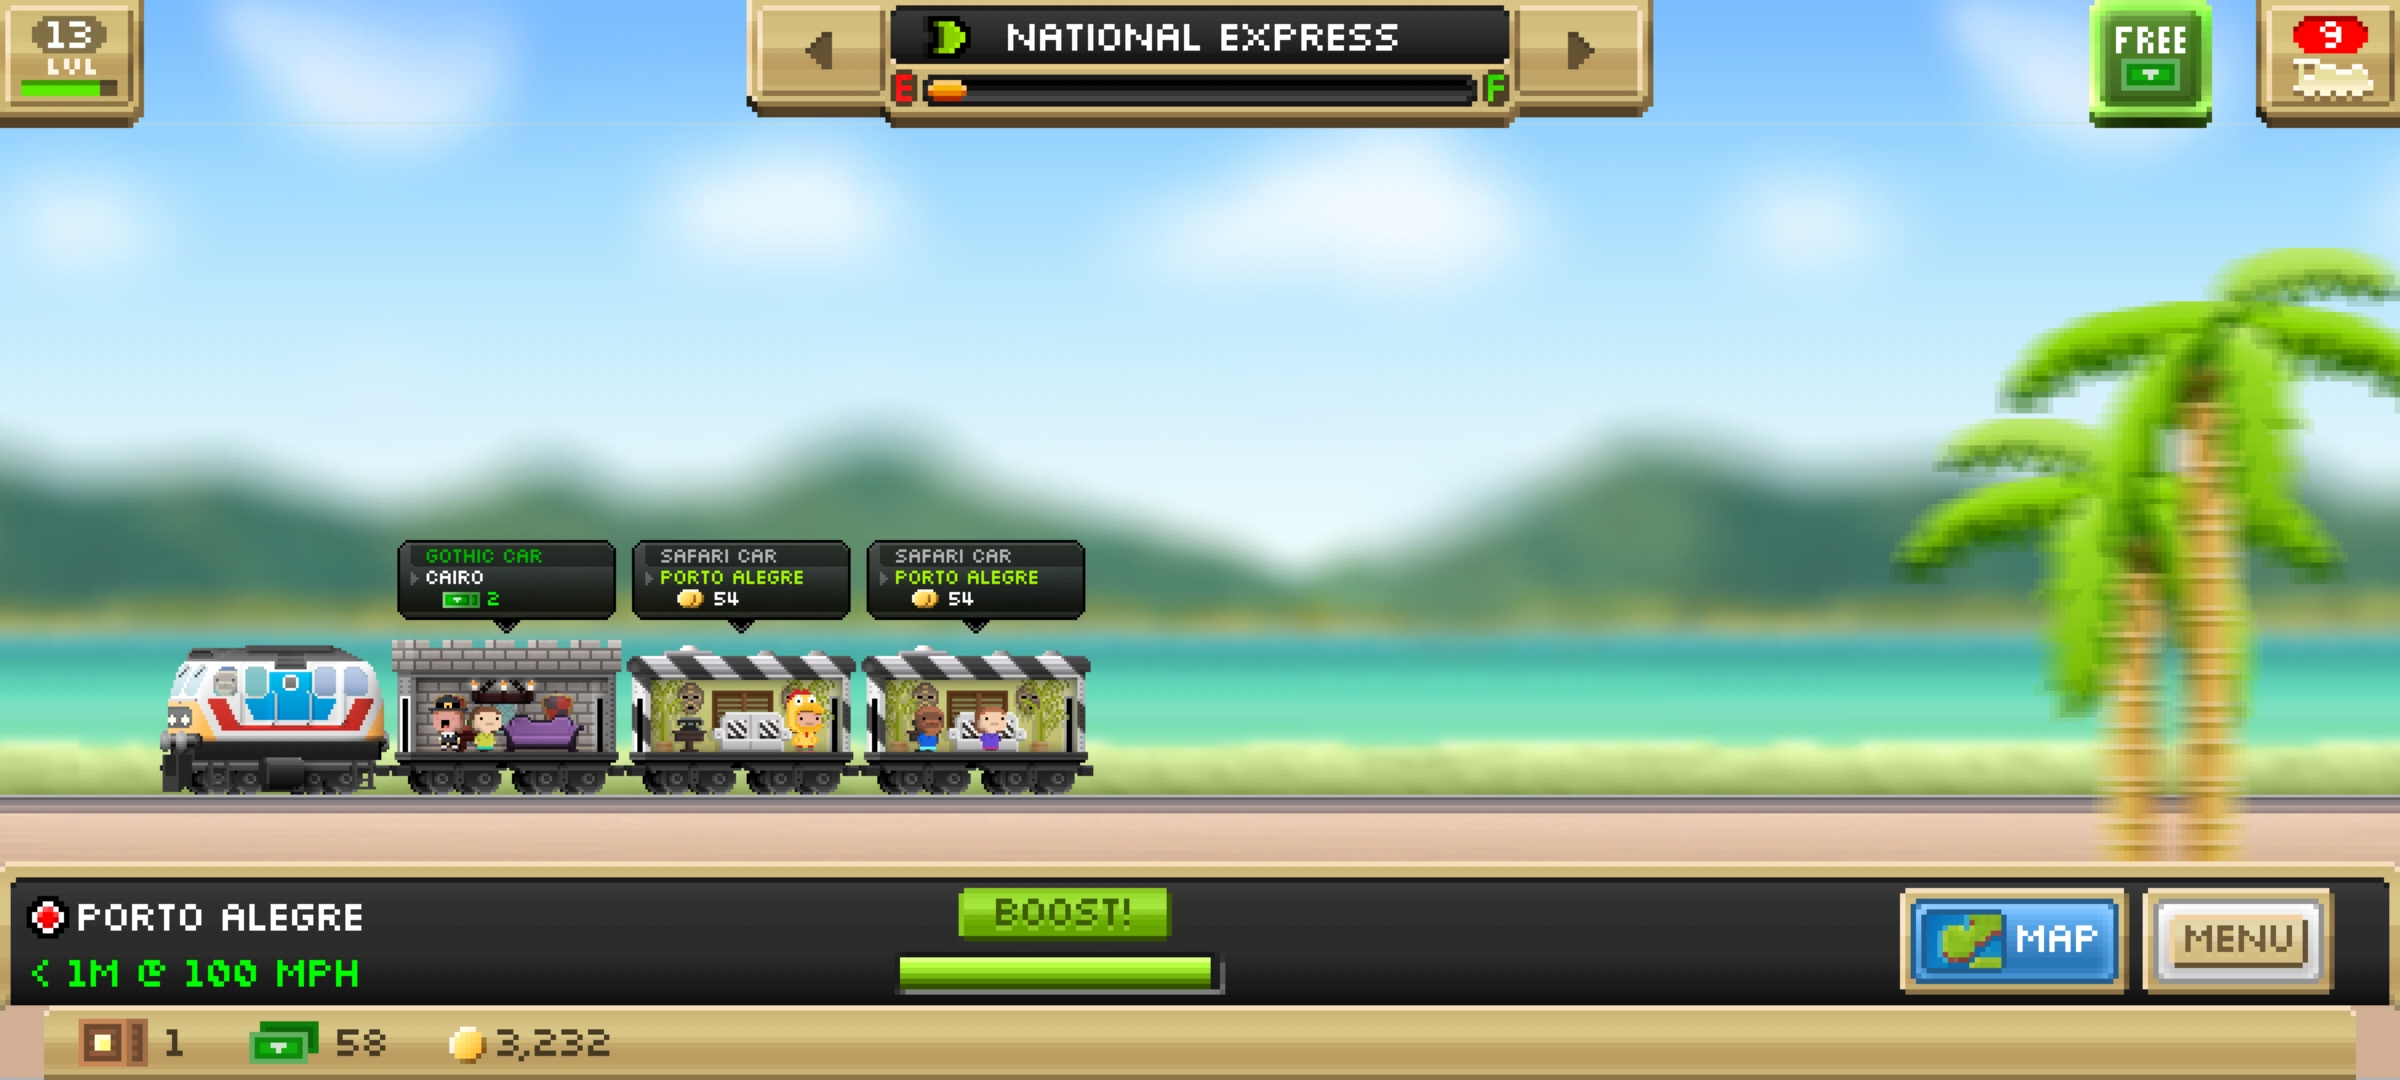 13
LVL
NATIONAL EXPRESS
E
F
FREE
9
GOTHIC CAR
CAIRO
2
SAFARI CAR
PORTO ALEGRE
54
SAFARI CAR
PORTO ALEGRE
54
PORTO ALEGRE
< 1M @ 100 MPH
BOOST!
MAP
MENU
1
58
3,232